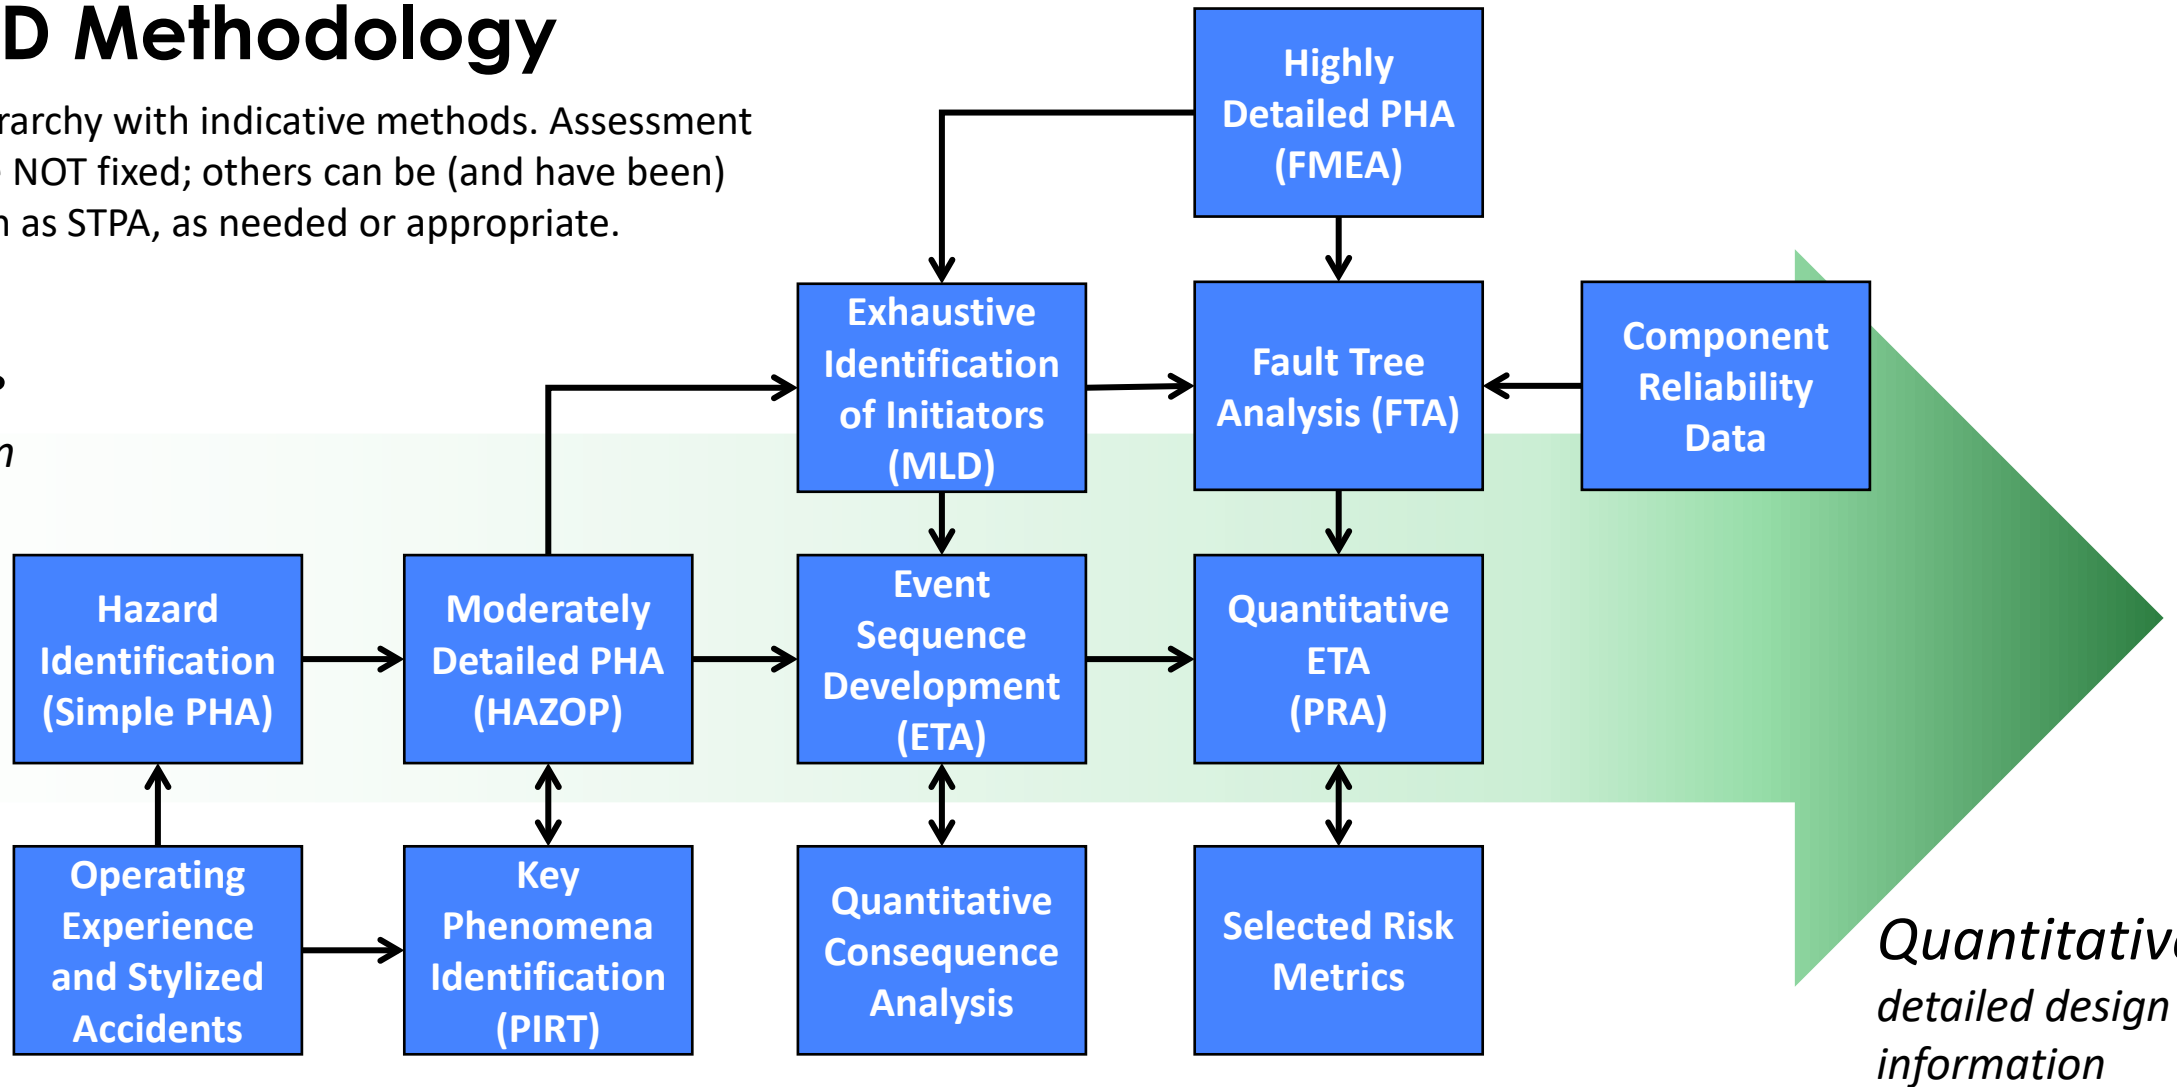 D Methodology
rarchy with indicative methods. Assessment
NOT fixed; others can be (and have been)
as STPA, as needed or appropriate.
Highly
Detailed PHA
(FMEA)
Exhaustive
Identification
of Initiators
(MLD)
Fault Tree
Analysis (FTA)
Component
Reliability
Data
Hazard
Identification
(Simple PHA)
Moderately
Detailed PHA
(HAZOP)
Event
Sequence
Development
(ETA)
Quantitative
ETA
(PRA)
Operating
Experience
and Stylized
Accidents
Key
Phenomena
Identification
(PIRT)
Quantitative
Consequence
Analysis
Selected Risk
Metrics
Quantitative
detailed design
information